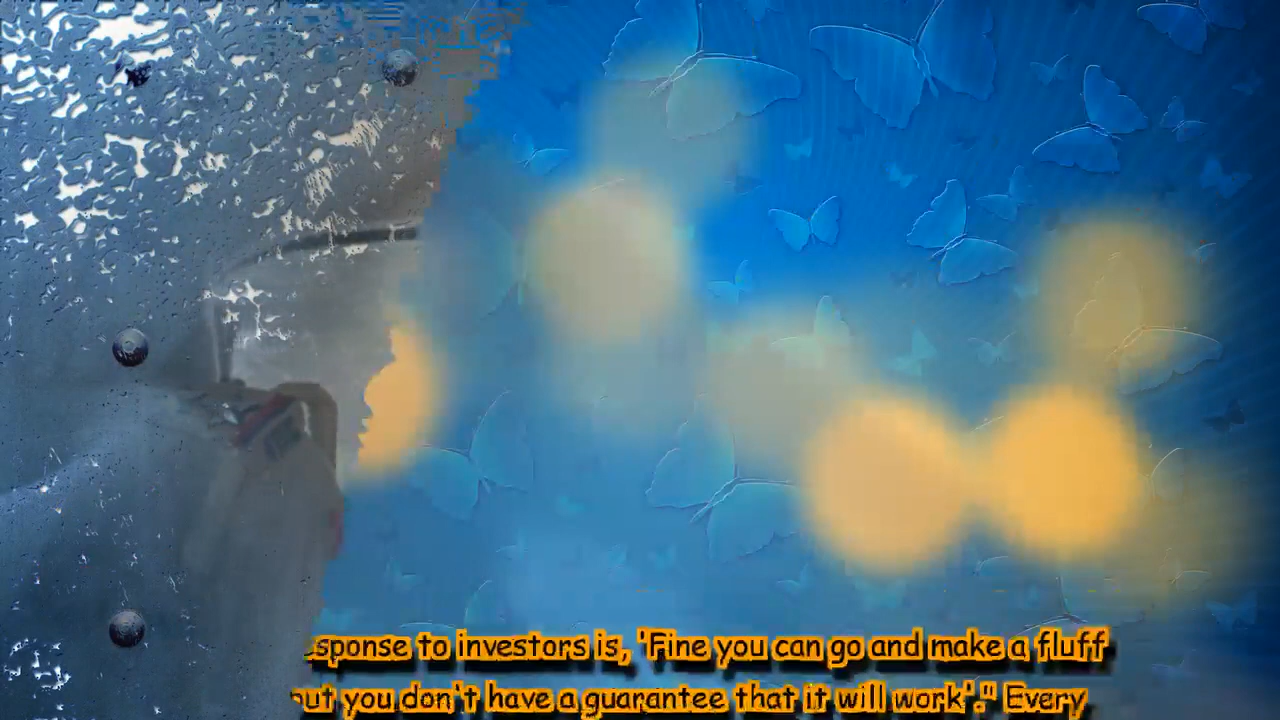 to investors is, 'Fine you can go and make a fluff
you don't have a guarantee that it will work'." Every